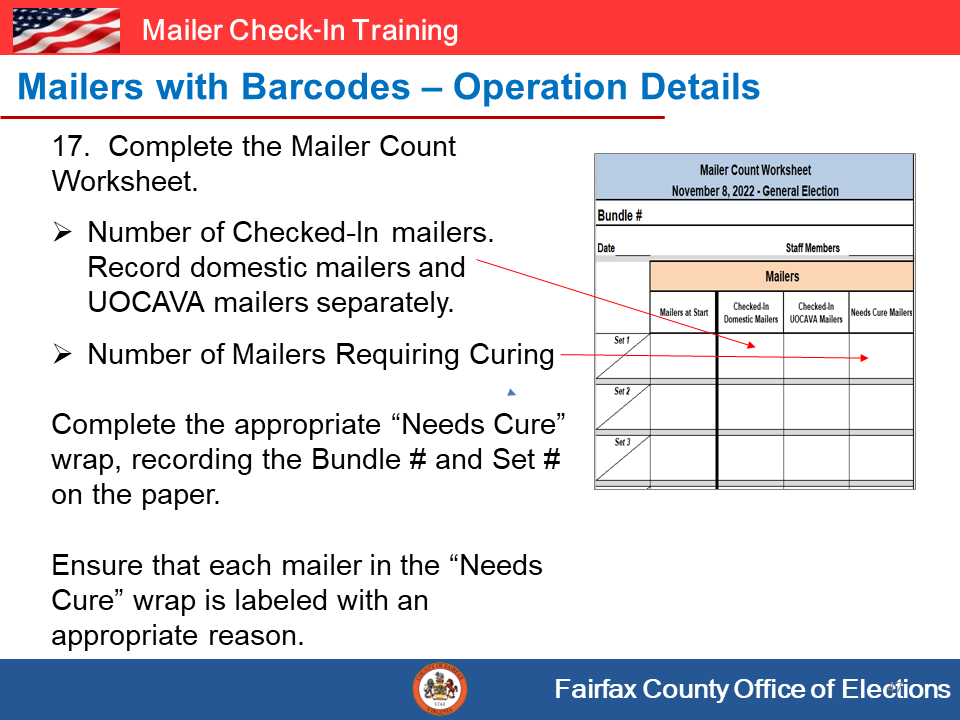 Mailer Check-In Training
Mailers with Barcodes – Operation Details
17. Complete the Mailer Count
Worksheet.
➢ Number of Checked-In mailers.
Record domestic mailers and
UOCAVA mailers separately.
➢ Number of Mailers Requiring Curing
Complete the appropriate “Needs Cure”
wrap, recording the Bundle # and Set #
on the paper.
Ensure that each mailer in the “Needs
Cure” wrap is labeled with an
appropriate reason.
Mailer Count Worksheet
November 8, 2022 - General Election
Bundle #
Date Staff Members
Mailers
Mailers at Start
Checked-In
Domestic Mailers
Checked-In
UOCAVA Mailers
Needs Cure Mailers
Set 1
Set 2
Set 3
Fairfax County Office of Elections